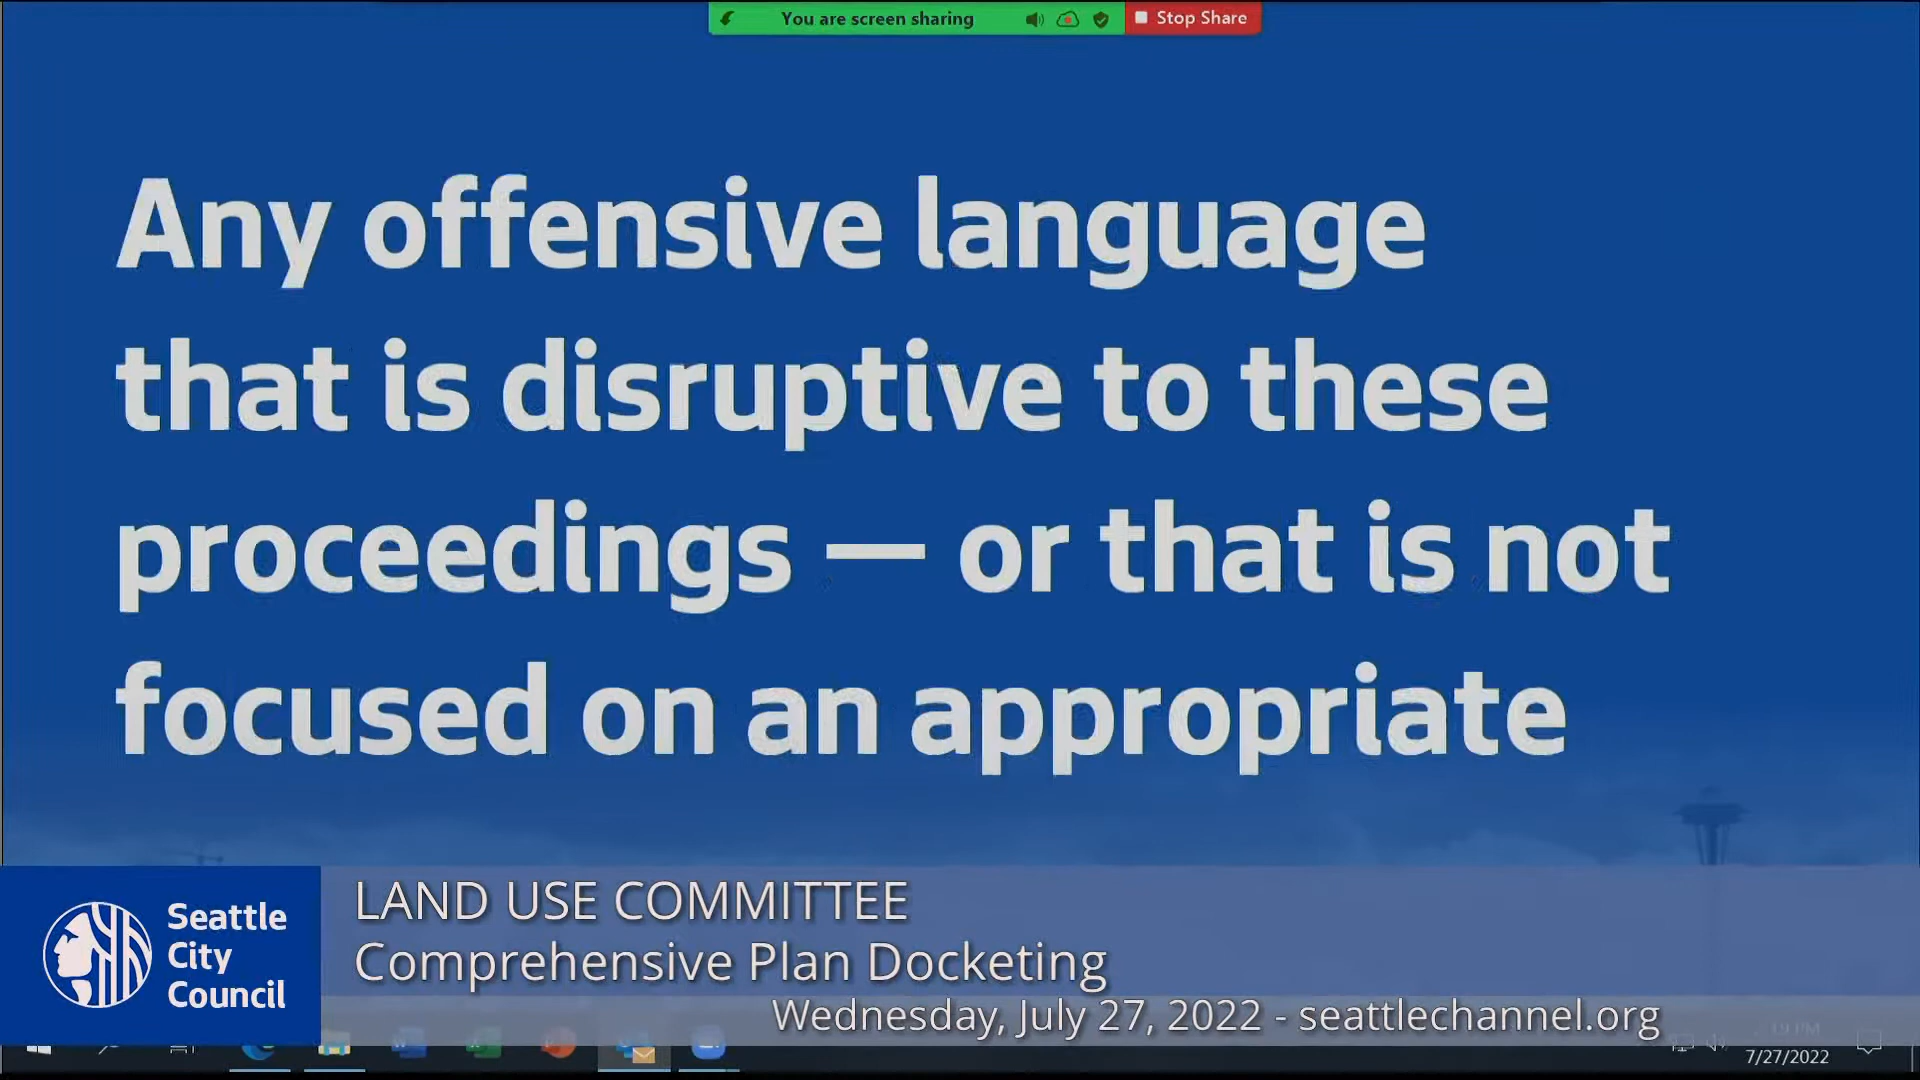 You are screen sharing
Stop Share
Any offensive language
that is disruptive to these
proceedings — or that is not
focused on an appropriate
Seattle
City
Council
LAND USE COMMITTEE
Comprehensive Plan Docketing
Wednesday, July 27, 2022 - seattlechannel.org
PM
7/27/2022